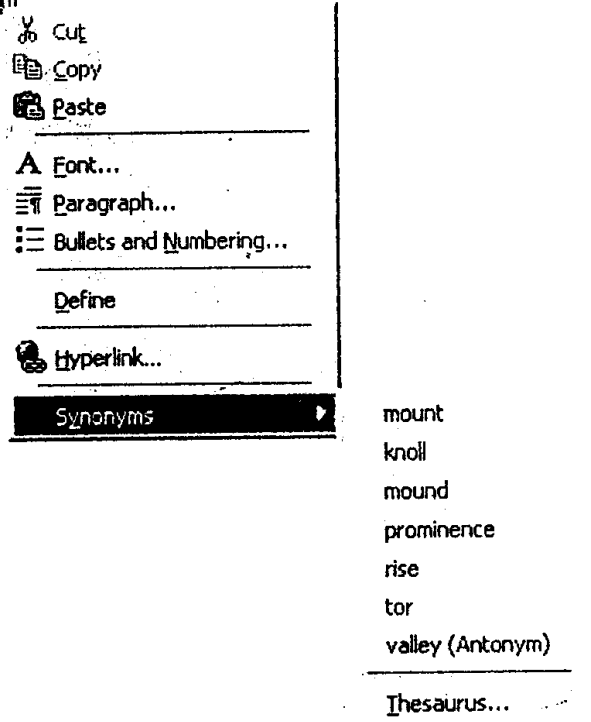 Cut
Copy
Paste
Font...
Paragraph...
Bullets and Numbering...
Define
Hyperlink...
Synonyms
mount
knoll
mound
prominence
rise
tor
valley (Antonym)
Thesaurus...